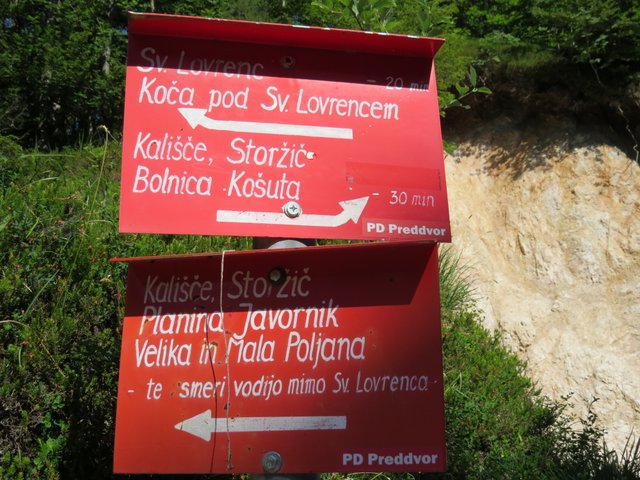 Sv. Lovrenc - 20 min
Koča pod Sv. Lovrencem
Kališče, Storžič
Bolnica Košuta - 30 min
PD Preddvor
Kališče, Storžič
Planina Javornik
Velika in Mala Poljana
- te smeri vodijo mimo Sv. Lovrenca -
PD Preddvor